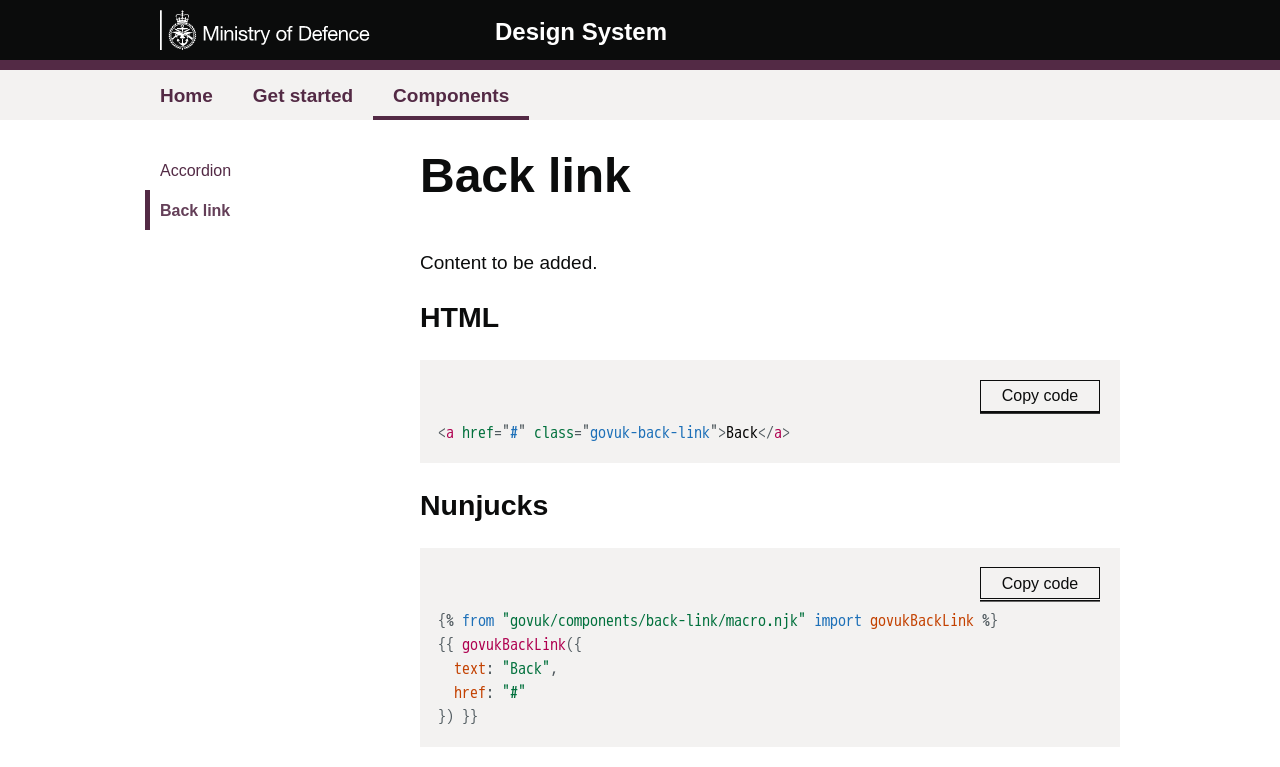 Ministry of Defence
Design System
Home
Get started
Components
Accordion
Back link
Back link
Content to be added.
HTML
Copy code
<a href="#" class="govuk-back-link">Back</a>
Nunjucks
Copy code
{% from "govuk/components/back-link/macro.njk" import govukBackLink %}
{{ govukBackLink({
  text: "Back",
  href: "#"
}) }}